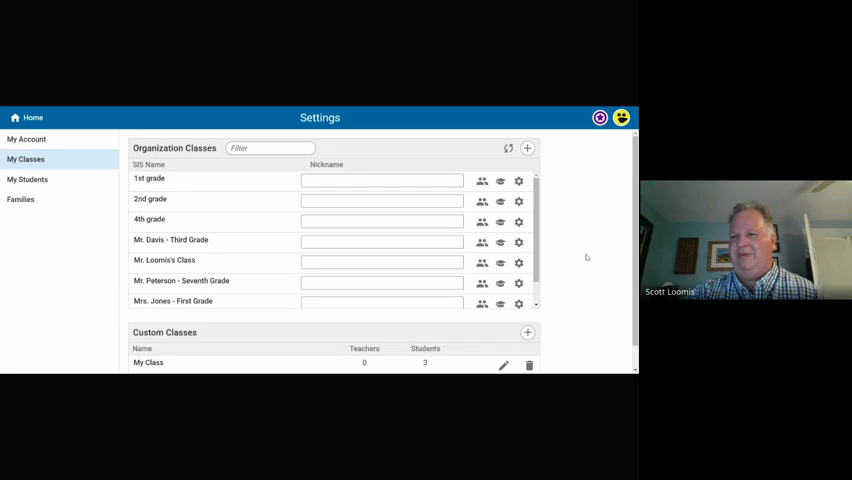 Home
Settings
My Account
My Classes
My Students
Families
Organization Classes Filter
SIS Name Nickname
1st grade
2nd grade
4th grade
Mr. Davis - Third Grade
Mr. Loomis's Class
Mr. Peterson - Seventh Grade
Mrs. Jones - First Grade
Custom Classes
Name Teachers Students
My Class 0 3
Scott Loomis